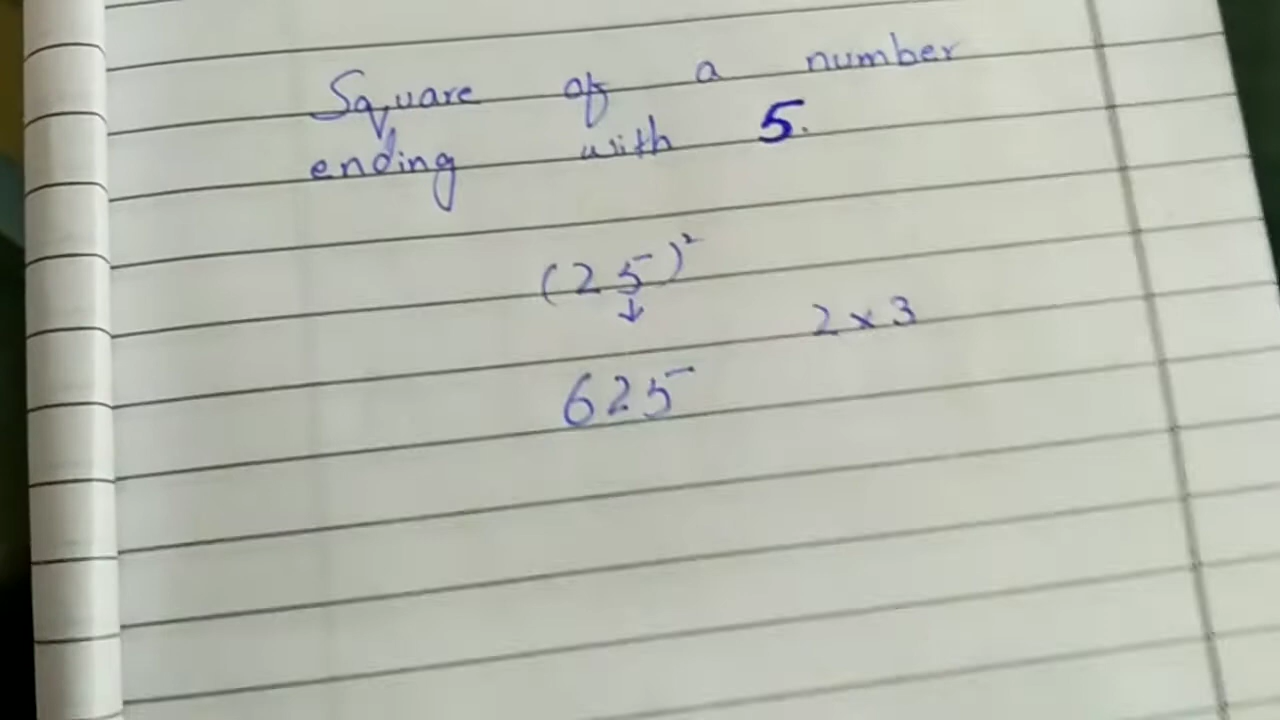 Square of a number
ending with 5.
(25)²
↓
2 x 3
625